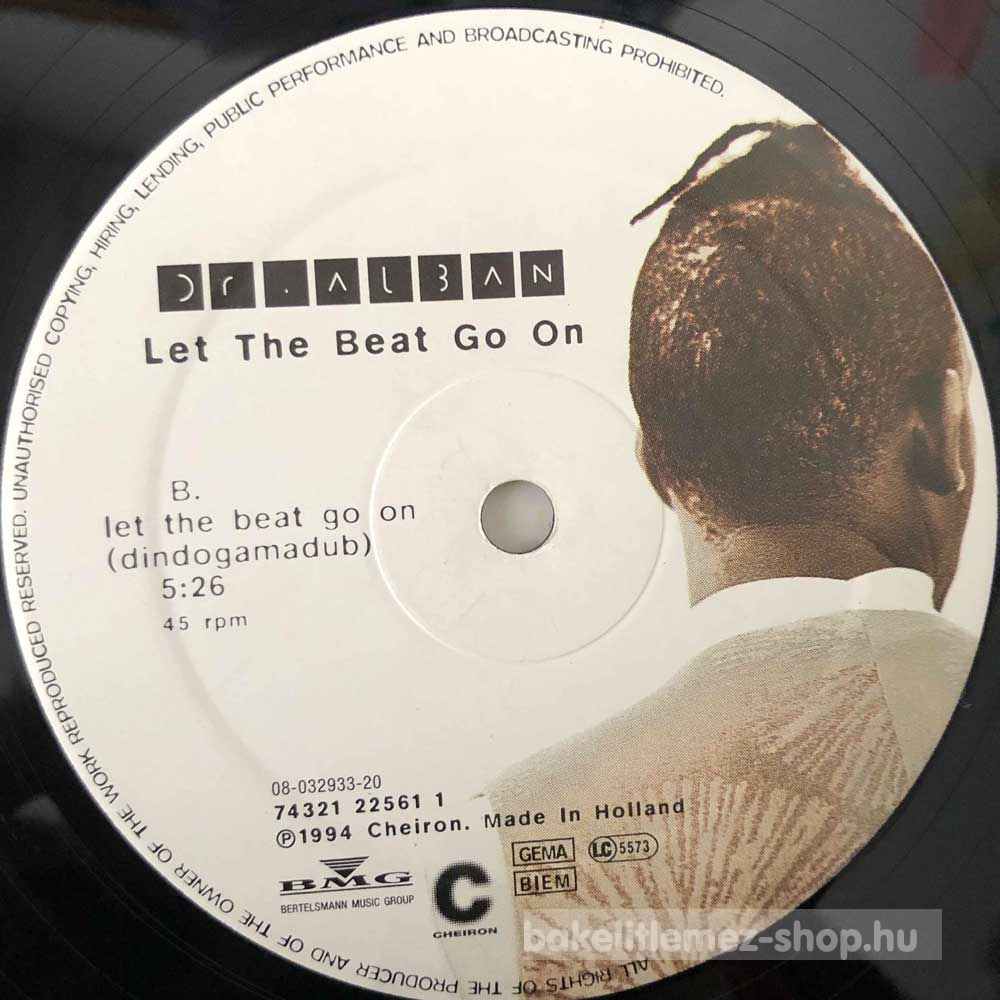 ALL RIGHTS OF THE PRODUCER AND OF THE OWNER OF THE WORK REPRODUCED RESERVED. UNAUTHORISED COPYING, HIRING, LENDING, PUBLIC PERFORMANCE AND BROADCASTING PROHIBITED.
Dr. ALBAN
Let The Beat Go On
B.
let the beat go on
(dindogamadub)
5:26
45 rpm
08-032933-20
74321 22561 1
℗1994 Cheiron. Made In Holland
BMG
BERTELSMANN MUSIC GROUP
C
CHEIRON
GEMA
BIEM
LC 5573
bakelitlemez-shop.hu